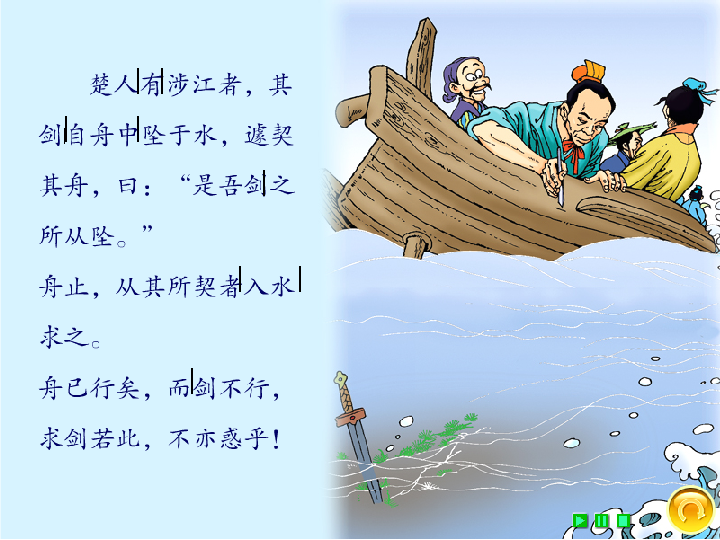 楚人有涉江者，其
剑自舟中坠于水，遽契
其舟，曰：“是吾剑之
所从坠。”
舟止，从其所契者入水
求之。
舟已行矣，而剑不行，
求剑若此，不亦惑乎！